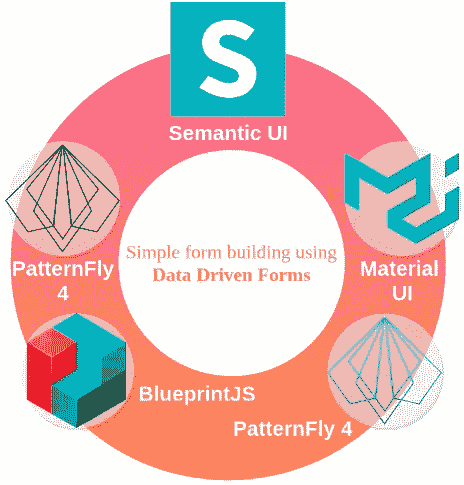 S
Semantic UI
PatternFly
4
Material
UI
Simple form building using
Data Driven Forms
BlueprintJS
PatternFly 4